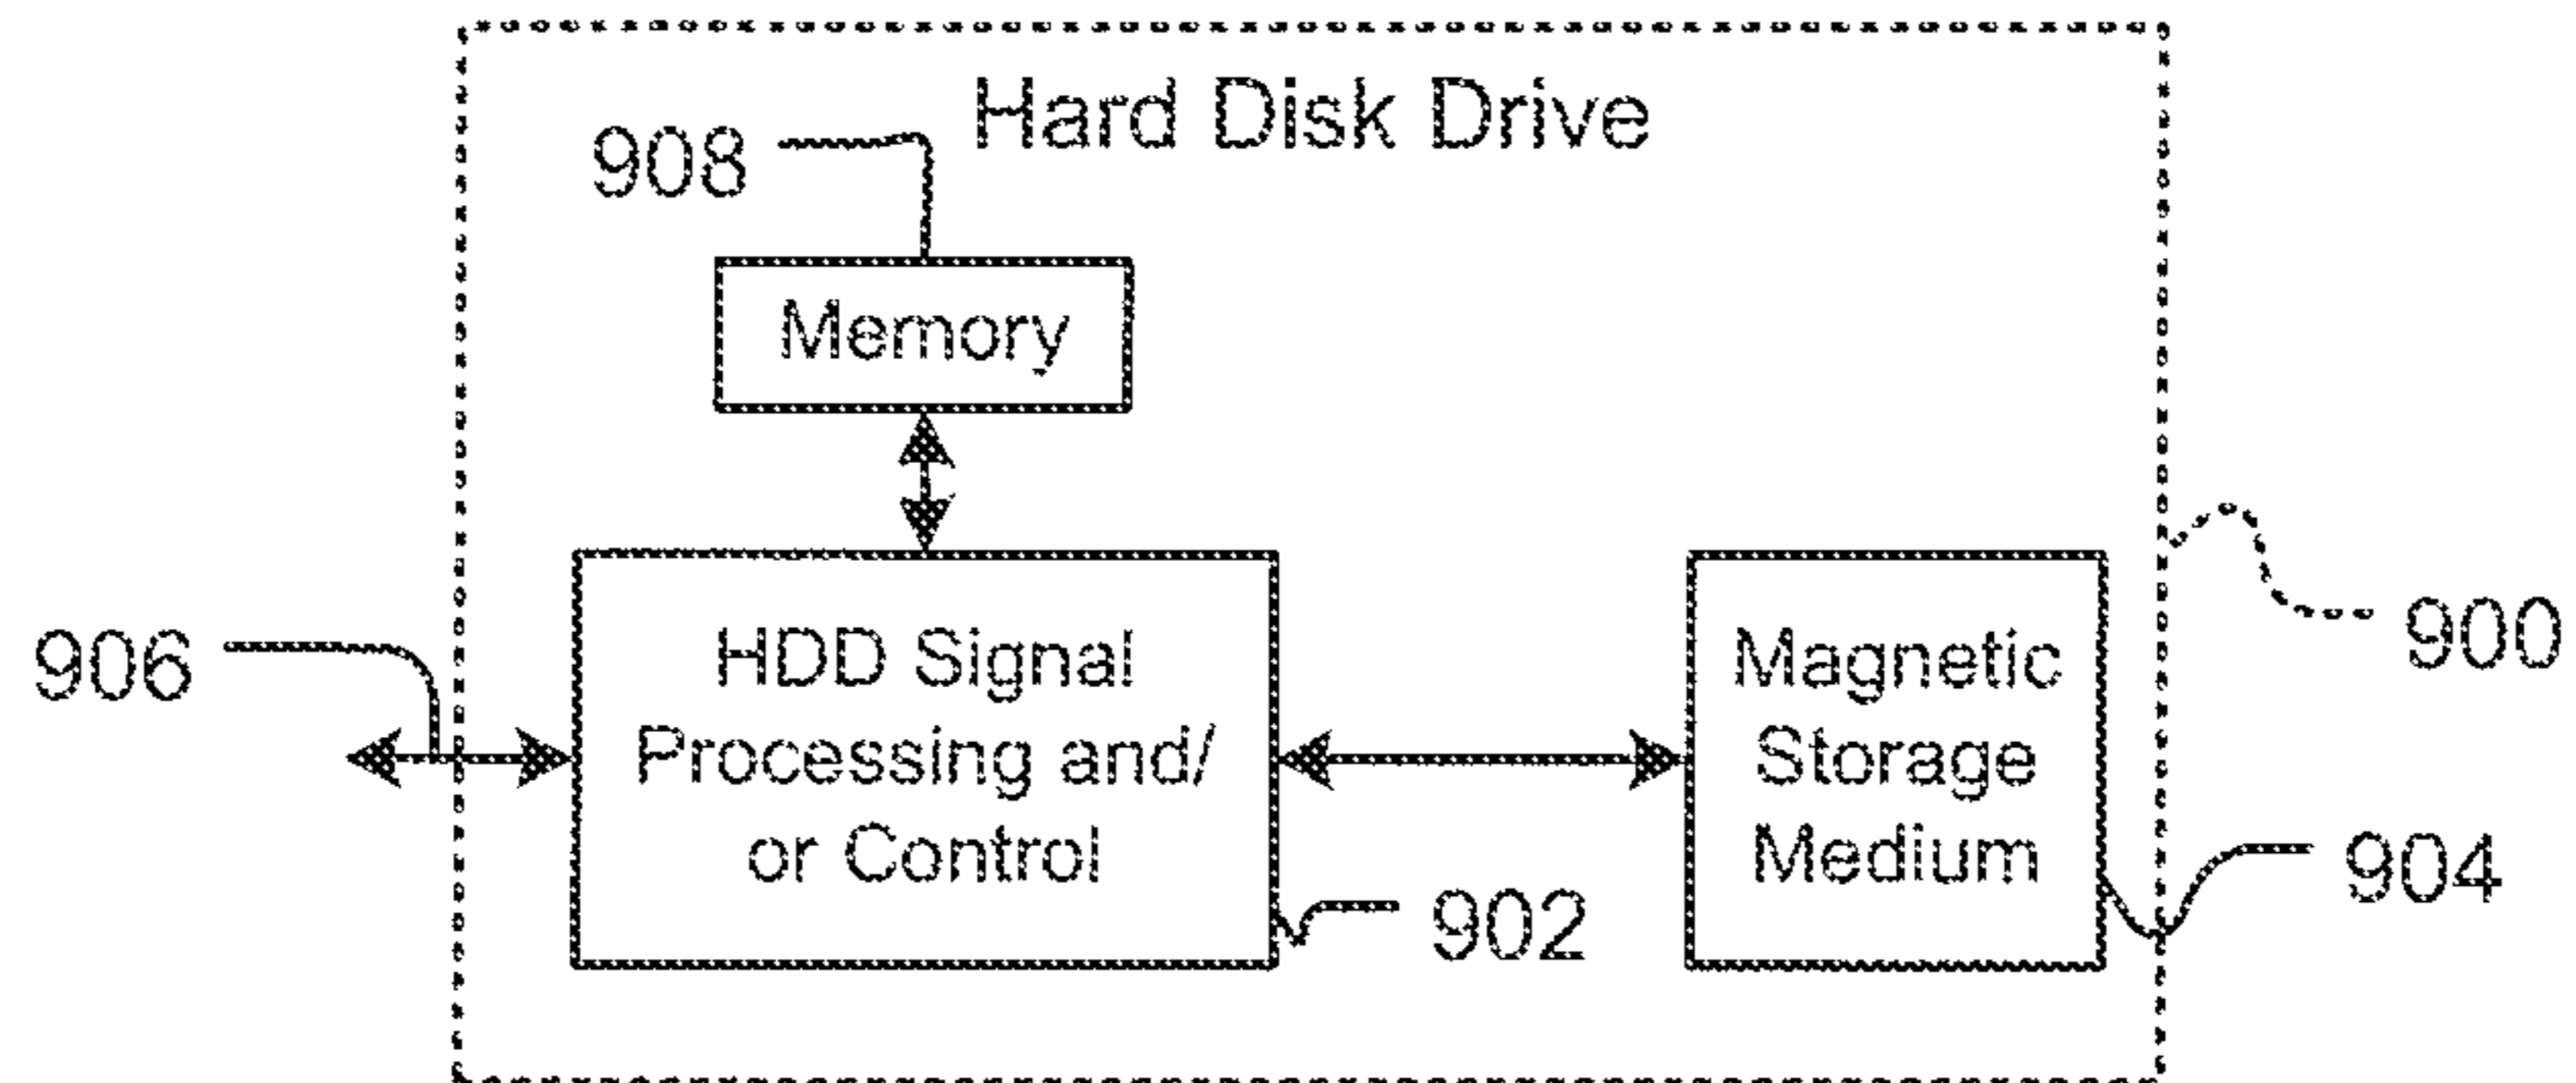 Hard Disk Drive
908
Memory
906
HDD Signal
Processing and/
or Control
902
Magnetic
Storage
Medium
900
904